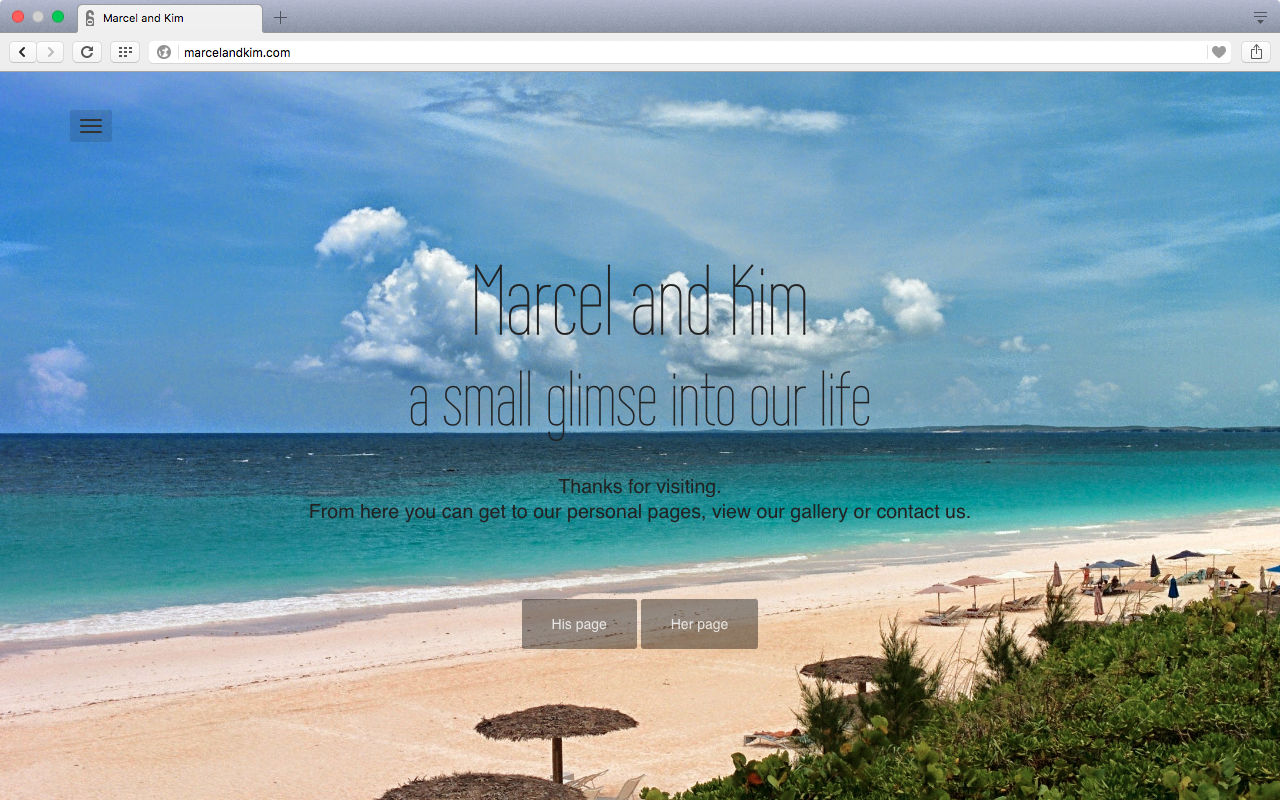 Marcel and Kim
marcelandkim.com
Marcel and Kim
a small glimse into our life
Thanks for visiting.
From here you can get to our personal pages, view our gallery or contact us.
His page
Her page